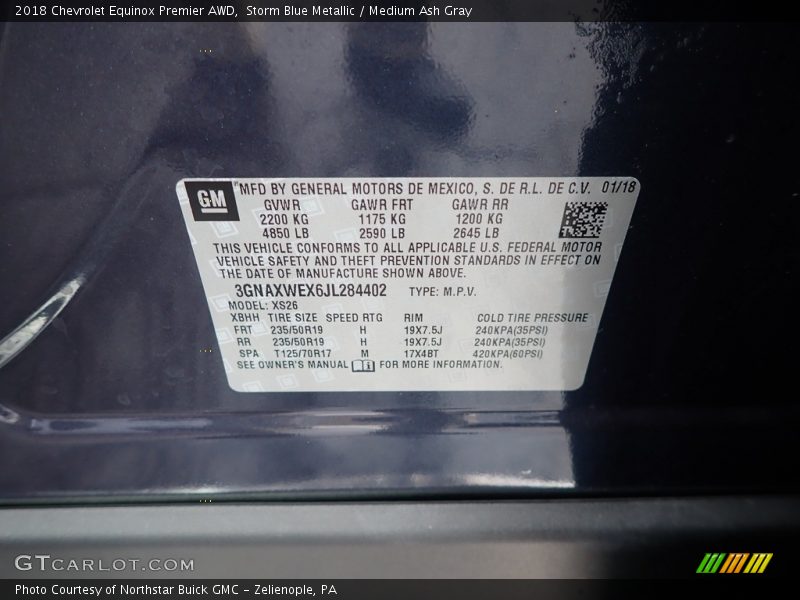 2018 Chevrolet Equinox Premier AWD,  Storm Blue Metallic / Medium Ash Gray
GM MFD BY GENERAL MOTORS DE MEXICO, S. DE R.L. DE C.V. 01/18
GVWR GAWR FRT GAWR RR
2200 KG 1175 KG 1200 KG
4850 LB 2590 LB 2645 LB
THIS VEHICLE CONFORMS TO ALL APPLICABLE U.S. FEDERAL MOTOR
VEHICLE SAFETY AND THEFT PREVENTION STANDARDS IN EFFECT ON
THE DATE OF MANUFACTURE SHOWN ABOVE.
3GNAXWEX6JL284402 TYPE: M.P.V.
MODEL: XS26
XBHH TIRE SIZE SPEED RTG RIM COLD TIRE PRESSURE
FRT 235/50R19 H 19X7.5J 240KPA(35PSI)
RR 235/50R19 H 19X7.5J 240KPA(35PSI)
SPA T125/70R17 M 17X4BT 420KPA(60PSI)
SEE OWNER'S MANUAL FOR MORE INFORMATION.
GTCARLOT.COM
Photo Courtesy of Northstar Buick GMC - Zelienople, PA